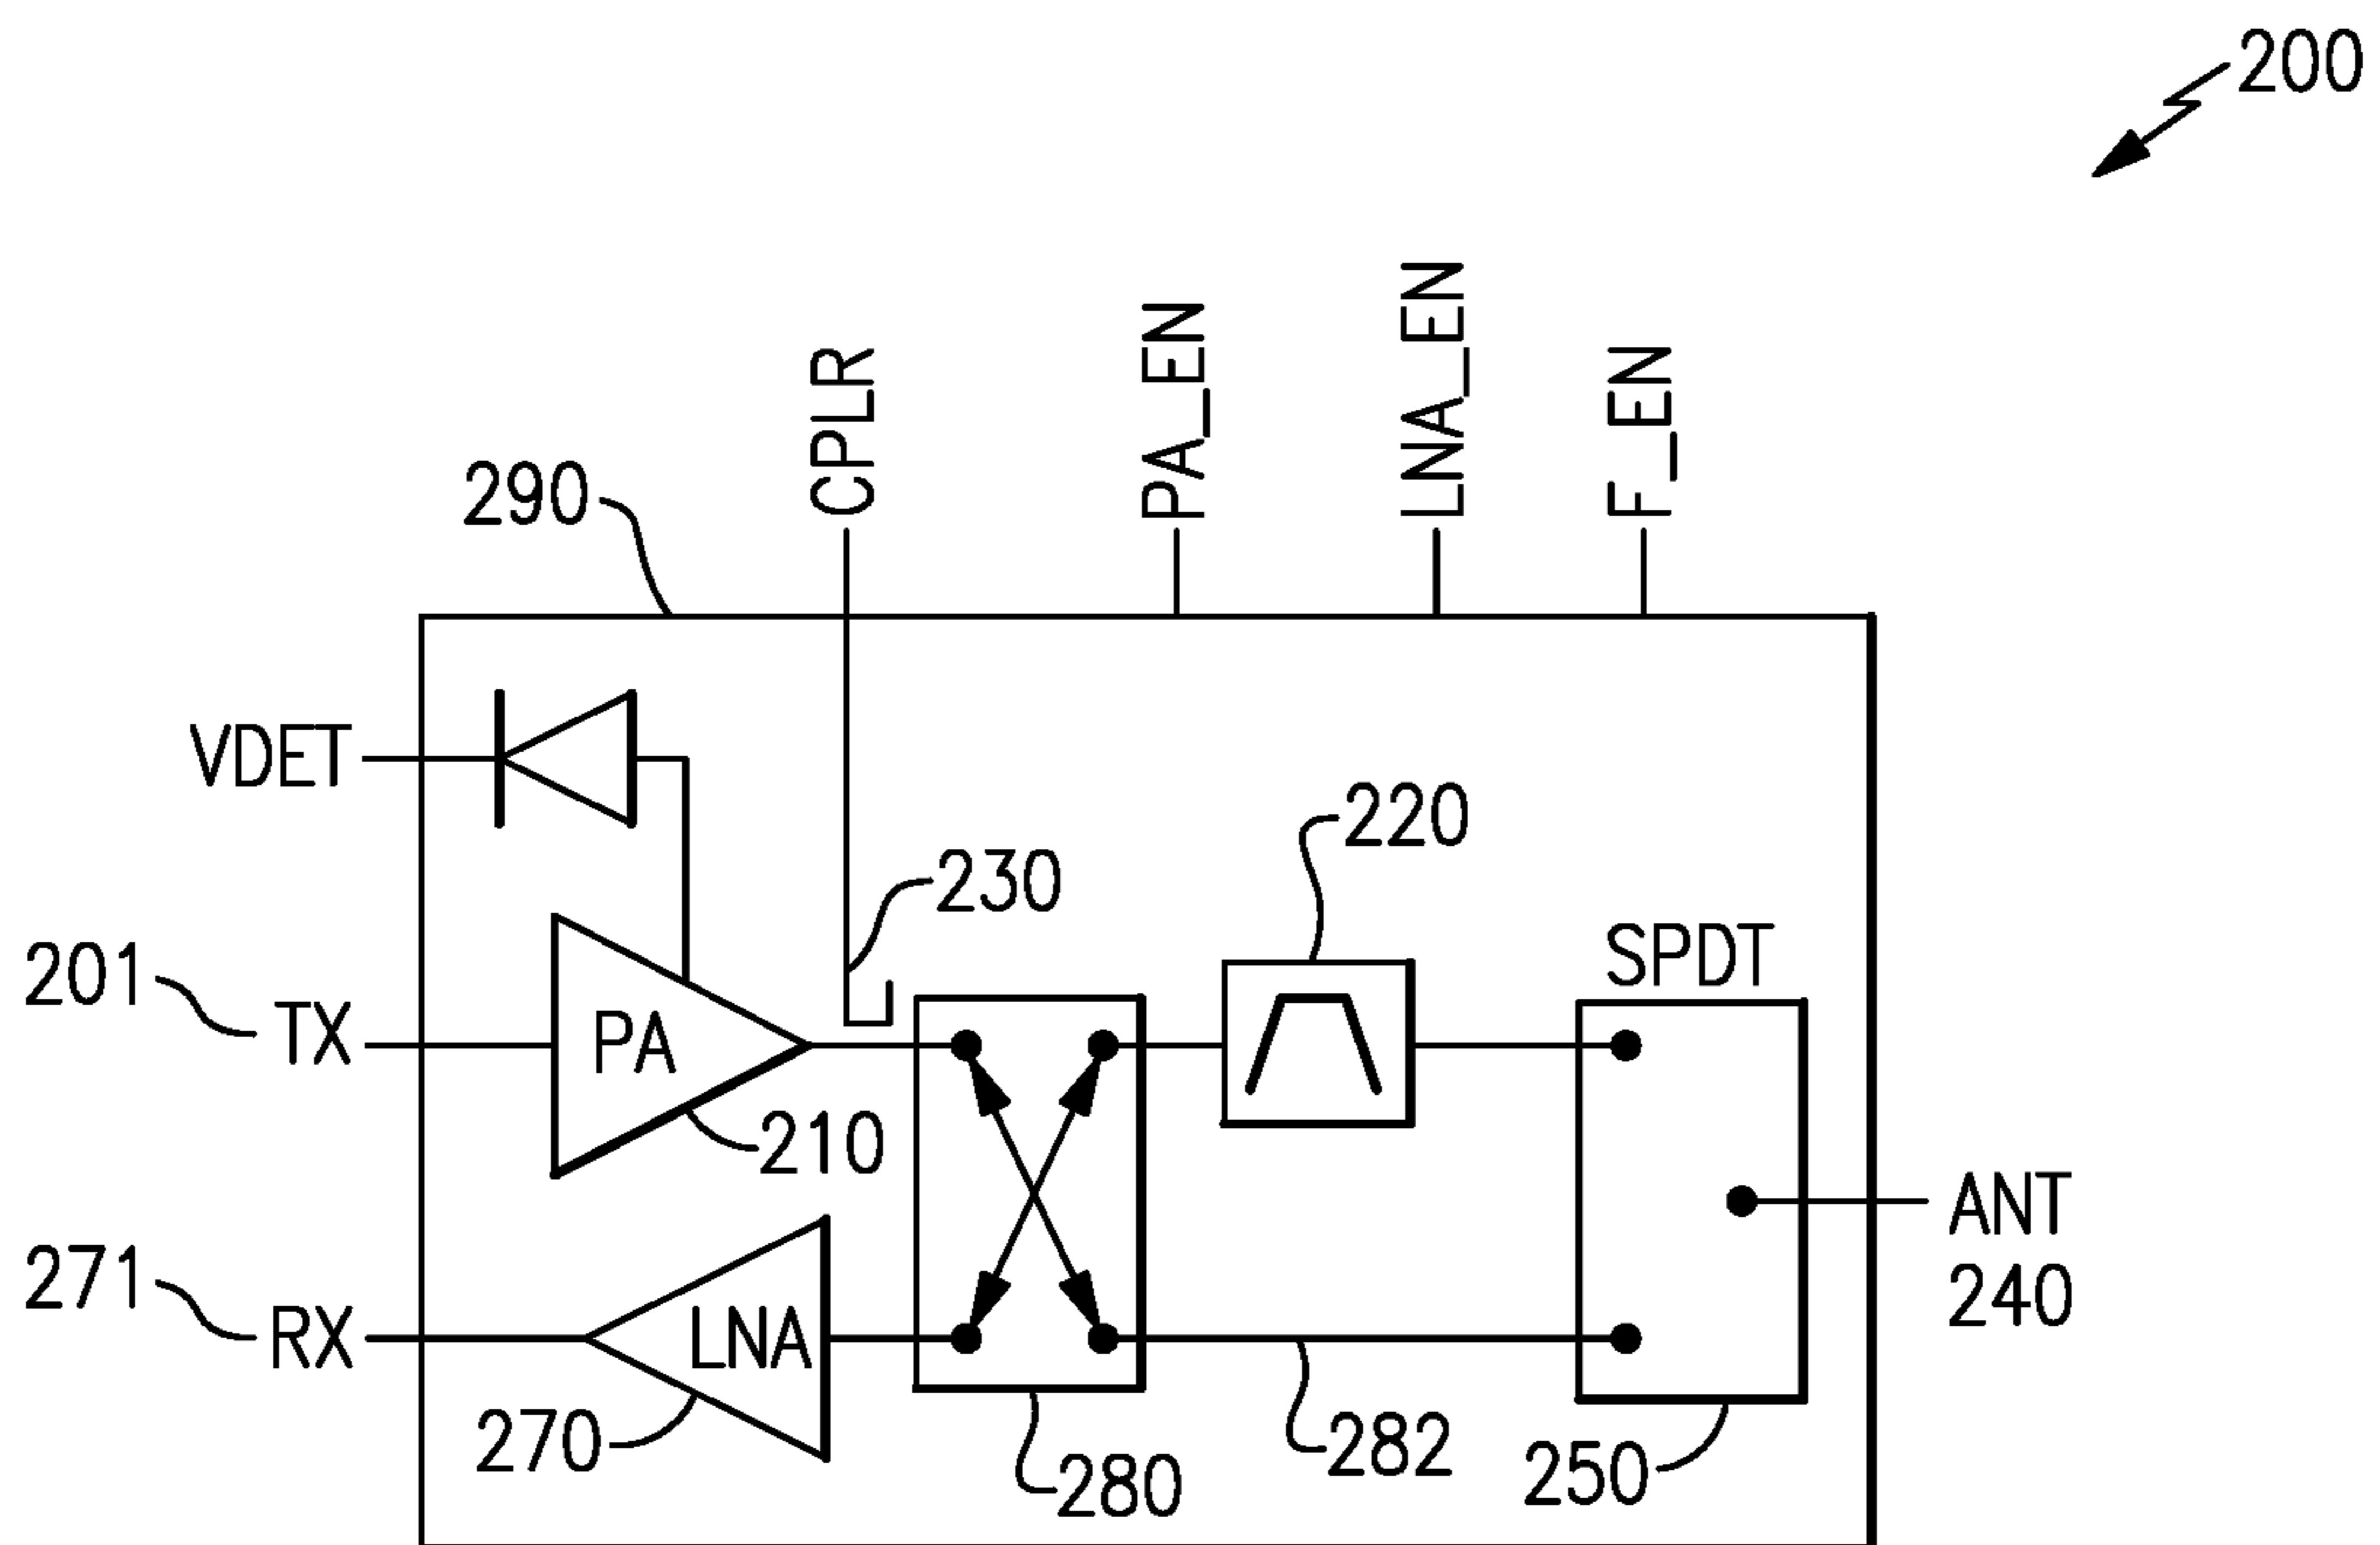 200
CPLR
PA_EN
LNA_EN
F_EN
290
VDET
220
230
201
TX
PA
SPDT
210
ANT
240
271
RX
LNA
270
280
282
250